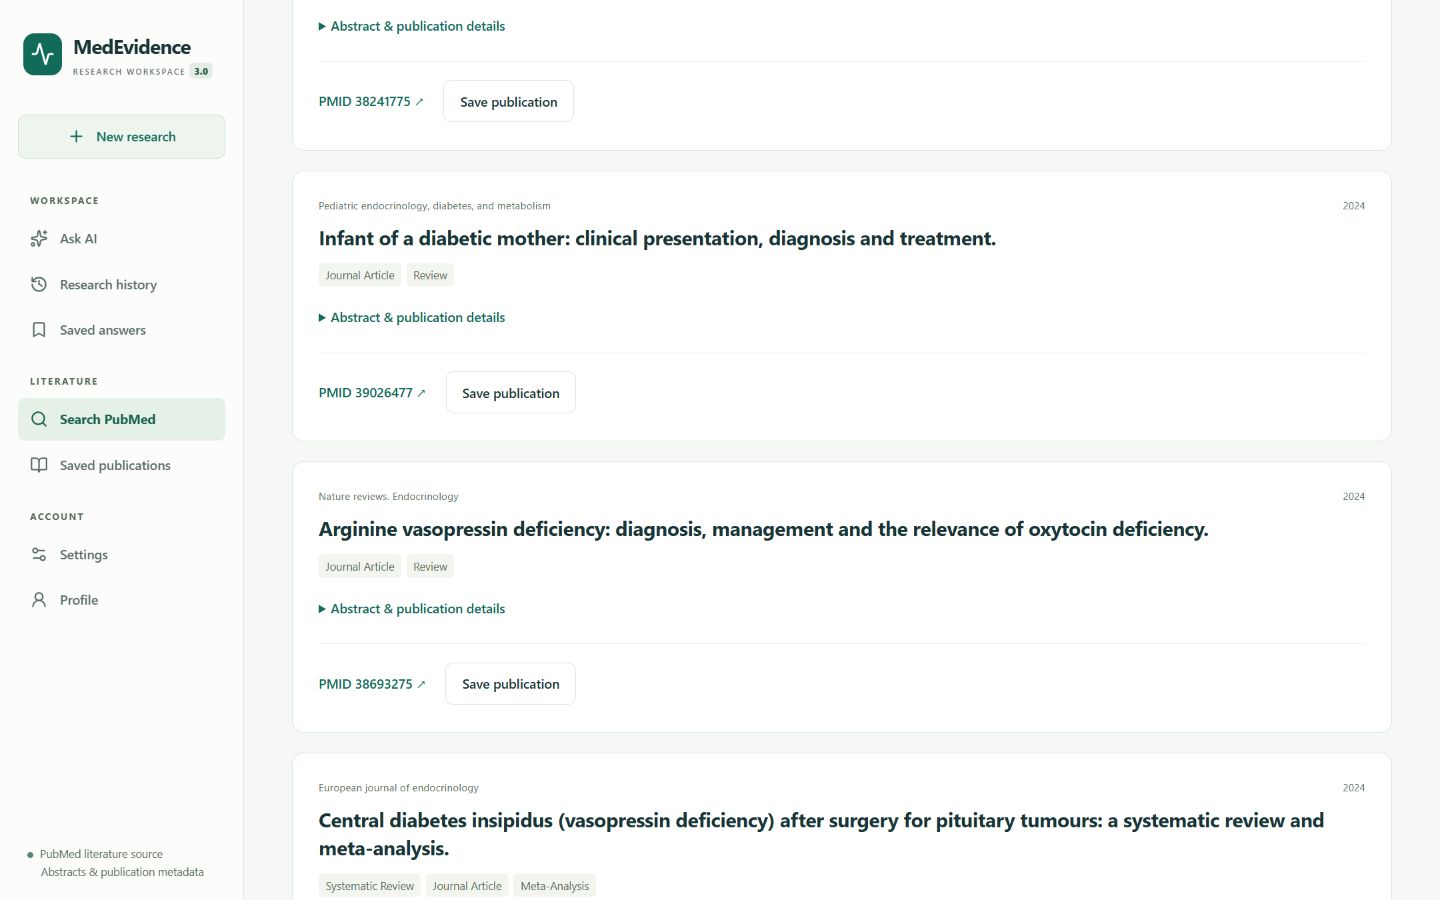 MedEvidence
RESEARCH WORKSPACE 3.0
New research
WORKSPACE
Ask AI
Research history
Saved answers
LITERATURE
Search PubMed
Saved publications
ACCOUNT
Settings
Profile
PubMed literature source
Abstracts & publication metadata
Abstract & publication details
PMID 38241775 ↗ Save publication
Pediatric endocrinology, diabetes, and metabolism 2024
Infant of a diabetic mother: clinical presentation, diagnosis and treatment.
Journal Article Review
Abstract & publication details
PMID 39026477 ↗ Save publication
Nature reviews. Endocrinology 2024
Arginine vasopressin deficiency: diagnosis, management and the relevance of oxytocin deficiency.
Journal Article Review
Abstract & publication details
PMID 38693275 ↗ Save publication
European journal of endocrinology 2024
Central diabetes insipidus (vasopressin deficiency) after surgery for pituitary tumours: a systematic review and
meta-analysis.
Systematic Review Journal Article Meta-Analysis